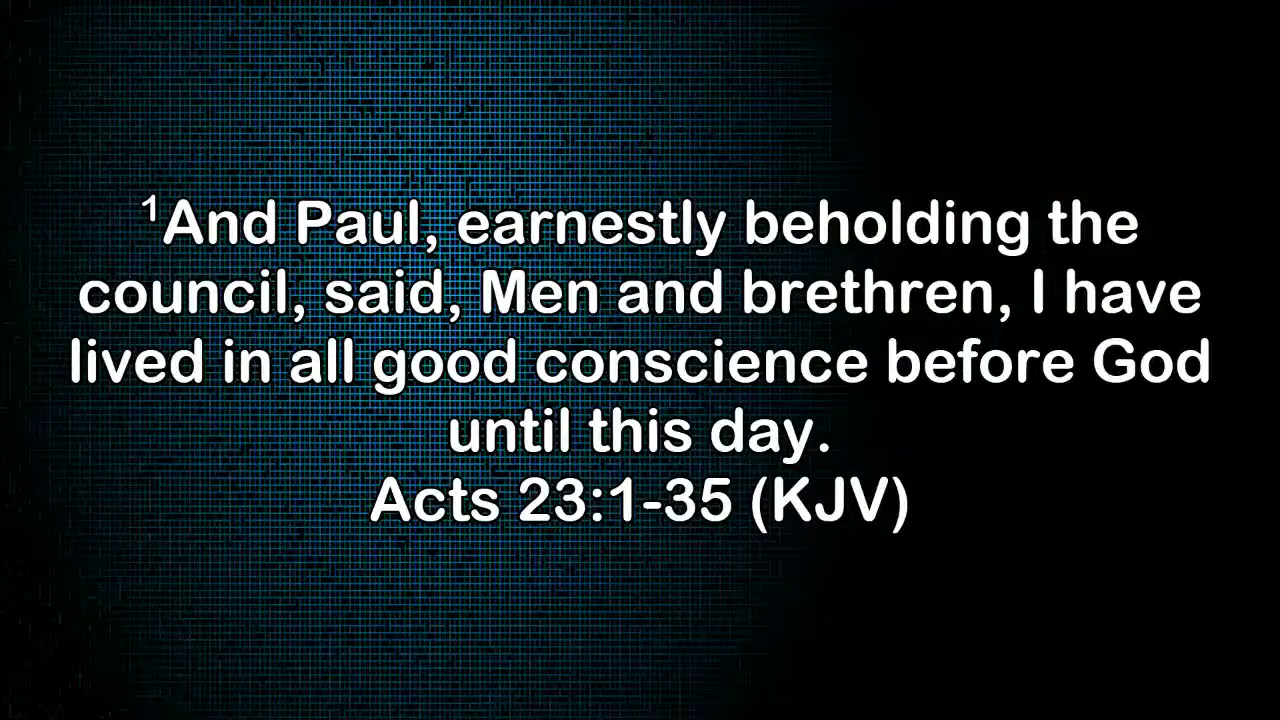 ¹And Paul, earnestly beholding the
council, said, Men and brethren, I have
lived in all good conscience before God
until this day.
Acts 23:1-35 (KJV)